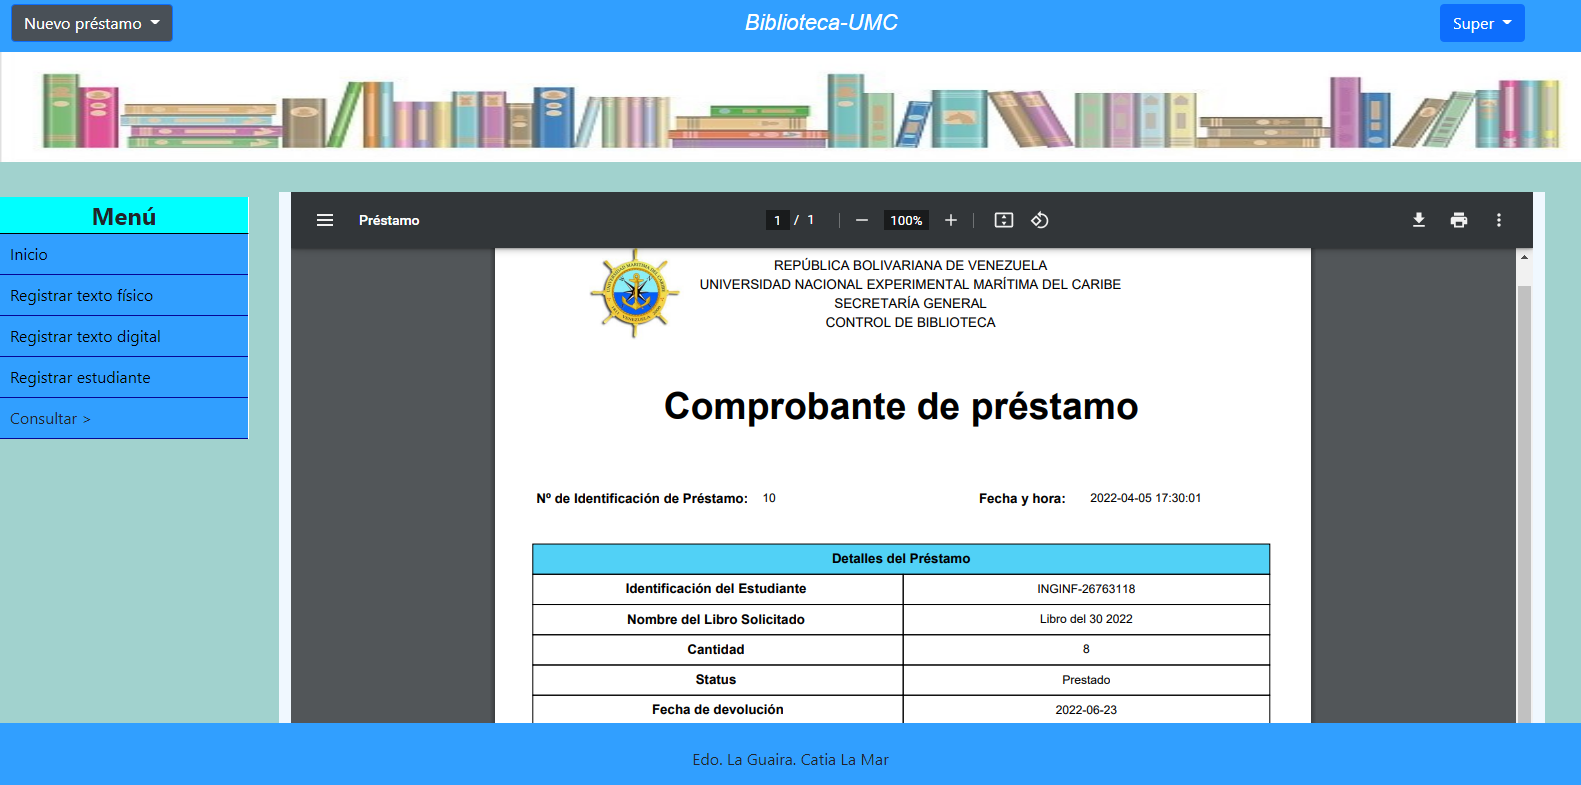 Nuevo préstamo
Biblioteca-UMC
Super
Menú
Inicio
Registrar texto físico
Registrar texto digital
Registrar estudiante
Consultar >
Préstamo
1 / 1
100%
REPÚBLICA BOLIVARIANA DE VENEZUELA
UNIVERSIDAD NACIONAL EXPERIMENTAL MARÍTIMA DEL CARIBE
SECRETARÍA GENERAL
CONTROL DE BIBLIOTECA
Comprobante de préstamo
Nº de Identificación de Préstamo: 10
Fecha y hora: 2022-04-05 17:30:01
Detalles del Préstamo
Identificación del Estudiante INGINF-26763118
Nombre del Libro Solicitado Libro del 30 2022
Cantidad 8
Status Prestado
Fecha de devolución 2022-06-23
Edo. La Guaira. Catia La Mar